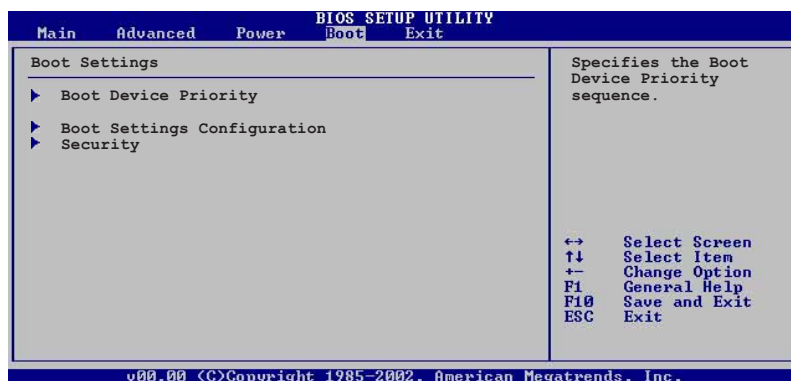 BIOS SETUP UTILITY
Main Advanced Power Boot Exit
Boot Settings
Boot Device Priority
Boot Settings Configuration
Security
Specifies the Boot
Device Priority
sequence.
↔ Select Screen
↑↓ Select Item
+- Change Option
F1 General Help
F10 Save and Exit
ESC Exit
v00.00 (C)Copyright 1985-2002, American Megatrends, Inc.